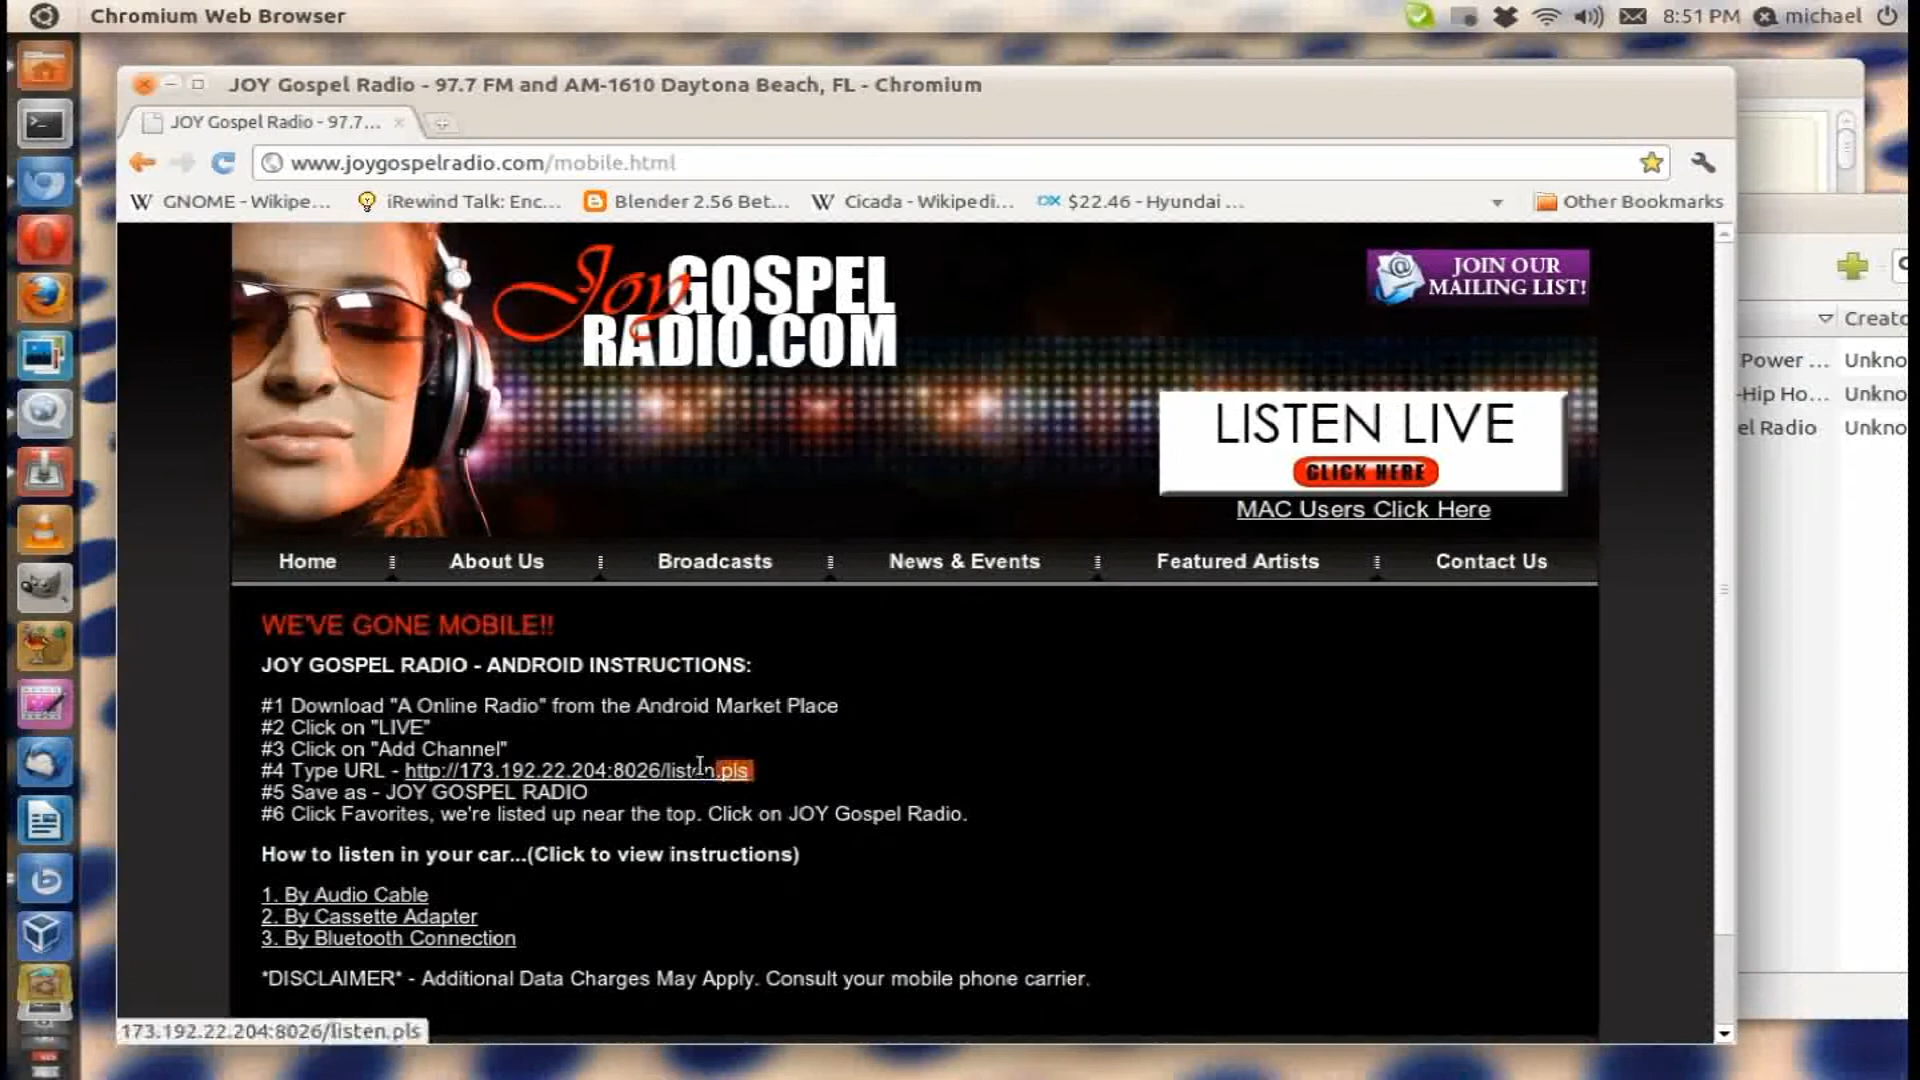 Chromium Web Browser
8:51 PM
michael
JOY Gospel Radio - 97.7 FM and AM-1610 Daytona Beach, FL - Chromium
JOY Gospel Radio - 97.7...
www.joygospelradio.com/mobile.html
GNOME - Wikipe...
iRewind Talk: Enc...
Blender 2.56 Bet...
Cicada - Wikipedi...
$22.46 - Hyundai ...
Other Bookmarks
Joy GOSPEL
RADIO.COM
JOIN OUR
MAILING LIST!
LISTEN LIVE
CLICK HERE
MAC Users Click Here
Home
About Us
Broadcasts
News & Events
Featured Artists
Contact Us
WE'VE GONE MOBILE!!
JOY GOSPEL RADIO - ANDROID INSTRUCTIONS:
#1 Download "A Online Radio" from the Android Market Place
#2 Click on "LIVE"
#3 Click on "Add Channel"
#4 Type URL - http://173.192.22.204:8026/listen.pls
#5 Save as - JOY GOSPEL RADIO
#6 Click Favorites, we're listed up near the top. Click on JOY Gospel Radio.
How to listen in your car...(Click to view instructions)
1. By Audio Cable
2. By Cassette Adapter
3. By Bluetooth Connection
*DISCLAIMER* - Additional Data Charges May Apply. Consult your mobile phone carrier.
173.192.22.204:8026/listen.pls
Creato
Power ... Unkno
-Hip Ho... Unkno
el Radio Unkno